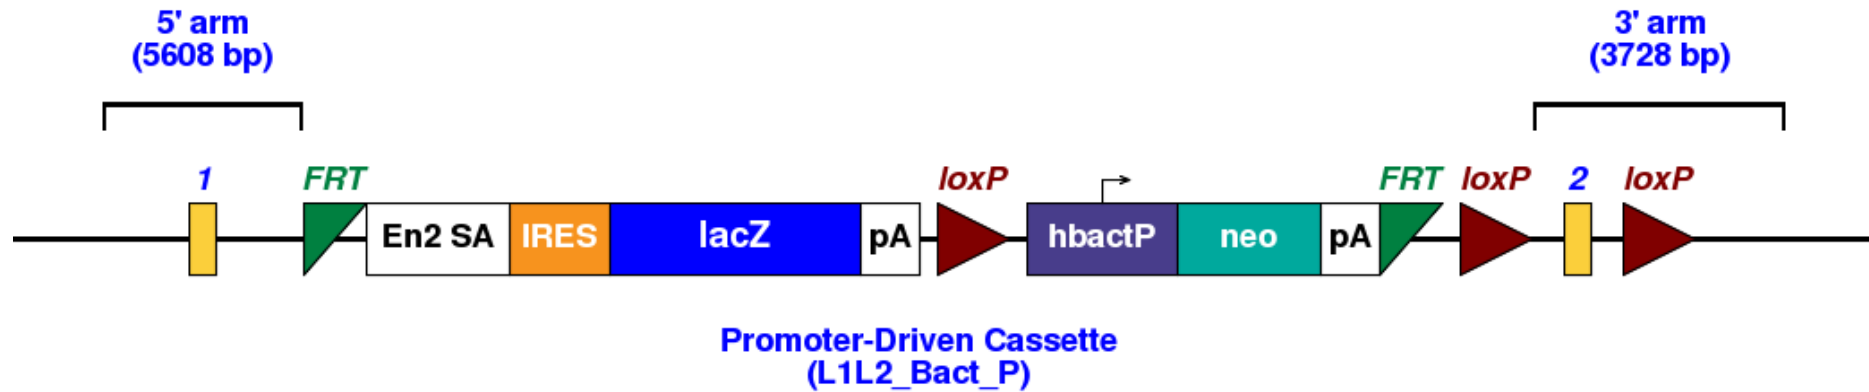 5' arm
(5608 bp)
3' arm
(3728 bp)
1 FRT loxP FRT loxP 2 loxP
En2 SA IRES lacZ pA hbactP neo pA
Promoter-Driven Cassette
(L1L2_Bact_P)